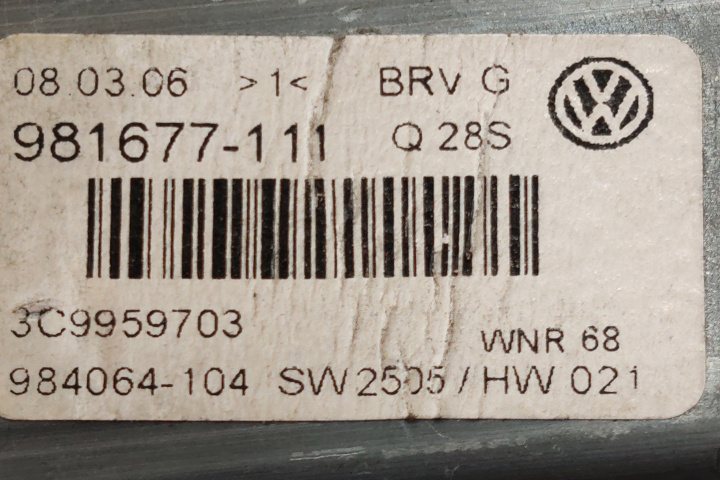 08.03.06 >1< BRV G
981677-111 Q 28S
3C9959703
WNR 68
984064-104 SW 2505 / HW 021